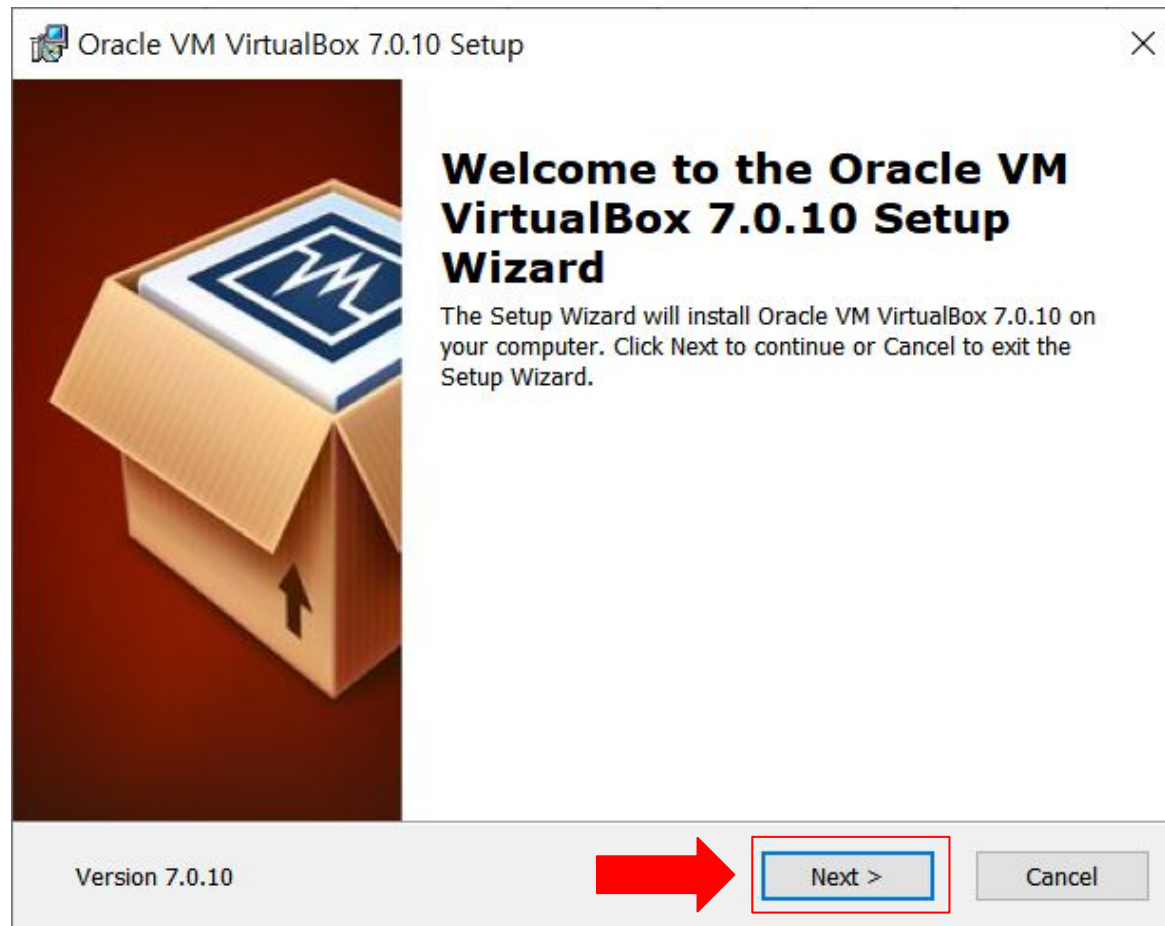 Oracle VM VirtualBox 7.0.10 Setup
Welcome to the Oracle VM
VirtualBox 7.0.10 Setup
Wizard
The Setup Wizard will install Oracle VM VirtualBox 7.0.10 on
your computer. Click Next to continue or Cancel to exit the
Setup Wizard.
Version 7.0.10
Next >
Cancel